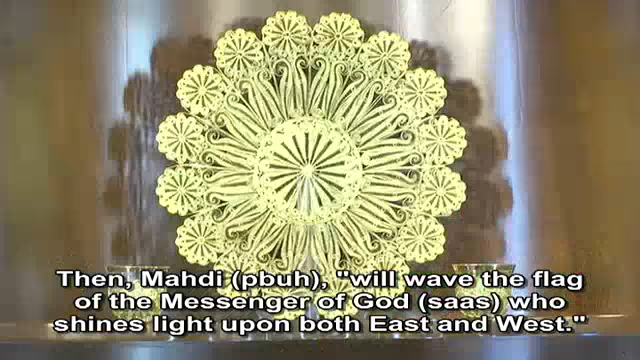 Then, Mahdi (pbuh), "will wave the flag
of the Messenger of God (saas) who
shines light upon both East and West."